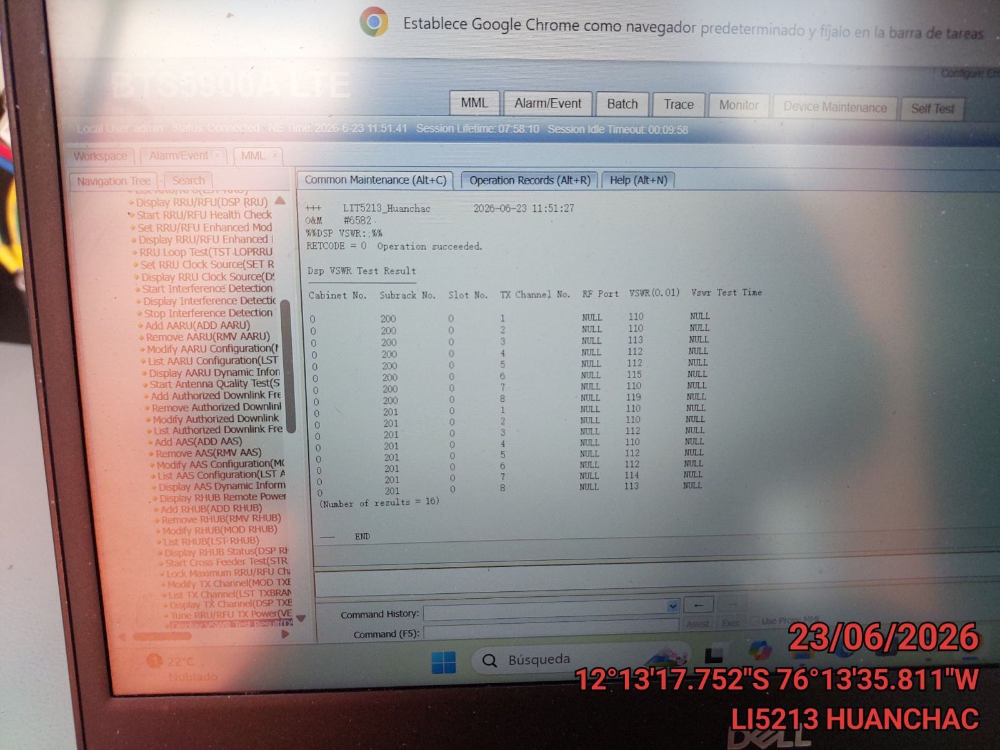 Establece Google Chrome como navegador predeterminado y fíjalo en la barra de tareas
BTS5900A LTE
MML Alarm/Event Batch Trace Monitor Device Maintenance Self Test
Local User: admin Status: Connected - NE Time: 2026-6-23 11:51:41 Session Lifetime: 07:58:10 Session Idle Timeout: 00:09:58
Workspace Alarm/Event MML
Navigation Tree Search
Common Maintenance (Alt+C) Operation Records (Alt+R) Help (Alt+N)
Display RRU/RFU(DSP RRU)
Start RRU/RFU Health Check
Set RRU/RFU Enhanced Mod
Display RRU/RFU Enhanced
RRU Loop Test(TST LOPRRU
Set RRU Clock Source(SET R
Display RRU Clock Source(DS
Start Interference Detection
Display Interference Detectic
Stop Interference Detection
Add AARU(ADD AARU)
Remove AARU(RMV AARU)
Modify AARU Configuration(M
List AARU Configuration(LST
Display AARU Dynamic Infor
Start Antenna Quality Test(S
Add Authorized Downlink Fre
Remove Authorized Downlin
Modify Authorized Downlink
List Authorized Downlink Fre
Add AAS(ADD AAS)
Remove AAS(RMV AAS)
Modify AAS Configuration(MO
List AAS Configuration(LST A
Display AAS Dynamic Inform
Display RHUB Remote Power
Add RHUB(ADD RHUB)
Remove RHUB(RMV RHUB)
Modify RHUB(MOD RHUB)
List RHUB(LST RHUB)
Display RHUB Status(DSP RH
Start Cross Feeder Test(STR
Lock Maximum RRU/RFU Cha
Modify TX Channel(MOD TXB
List TX Channel(LST TXBRAN
Display TX Channel(DSP TXB
Tune RRU/RFU TX Power(VE
Display VSWR Test Result(DS
+++ LIT5213_Huanchac 2026-06-23 11:51:27
O&M #6582
%%DSP VSWR:;%%
RETCODE = 0 Operation succeeded.
Dsp VSWR Test Result
Cabinet No. Subrack No. Slot No. TX Channel No. RF Port VSWR(0.01) Vswr Test Time
0 200 0 1 NULL 110 NULL
0 200 0 2 NULL 110 NULL
0 200 0 3 NULL 113 NULL
0 200 0 4 NULL 112 NULL
0 200 0 5 NULL 112 NULL
0 200 0 6 NULL 115 NULL
0 200 0 7 NULL 110 NULL
0 200 0 8 NULL 119 NULL
0 201 0 1 NULL 110 NULL
0 201 0 2 NULL 110 NULL
0 201 0 3 NULL 112 NULL
0 201 0 4 NULL 110 NULL
0 201 0 5 NULL 112 NULL
0 201 0 6 NULL 112 NULL
0 201 0 7 NULL 114 NULL
0 201 0 8 NULL 113 NULL
(Number of results = 16)
--- END
Command History:
Command (F5): Assist Exec Use Proxy MML
22°C
Nublado
Búsqueda
23/06/2026
12°13'17.752"S 76°13'35.811"W
LI5213 HUANCHAC
DELL